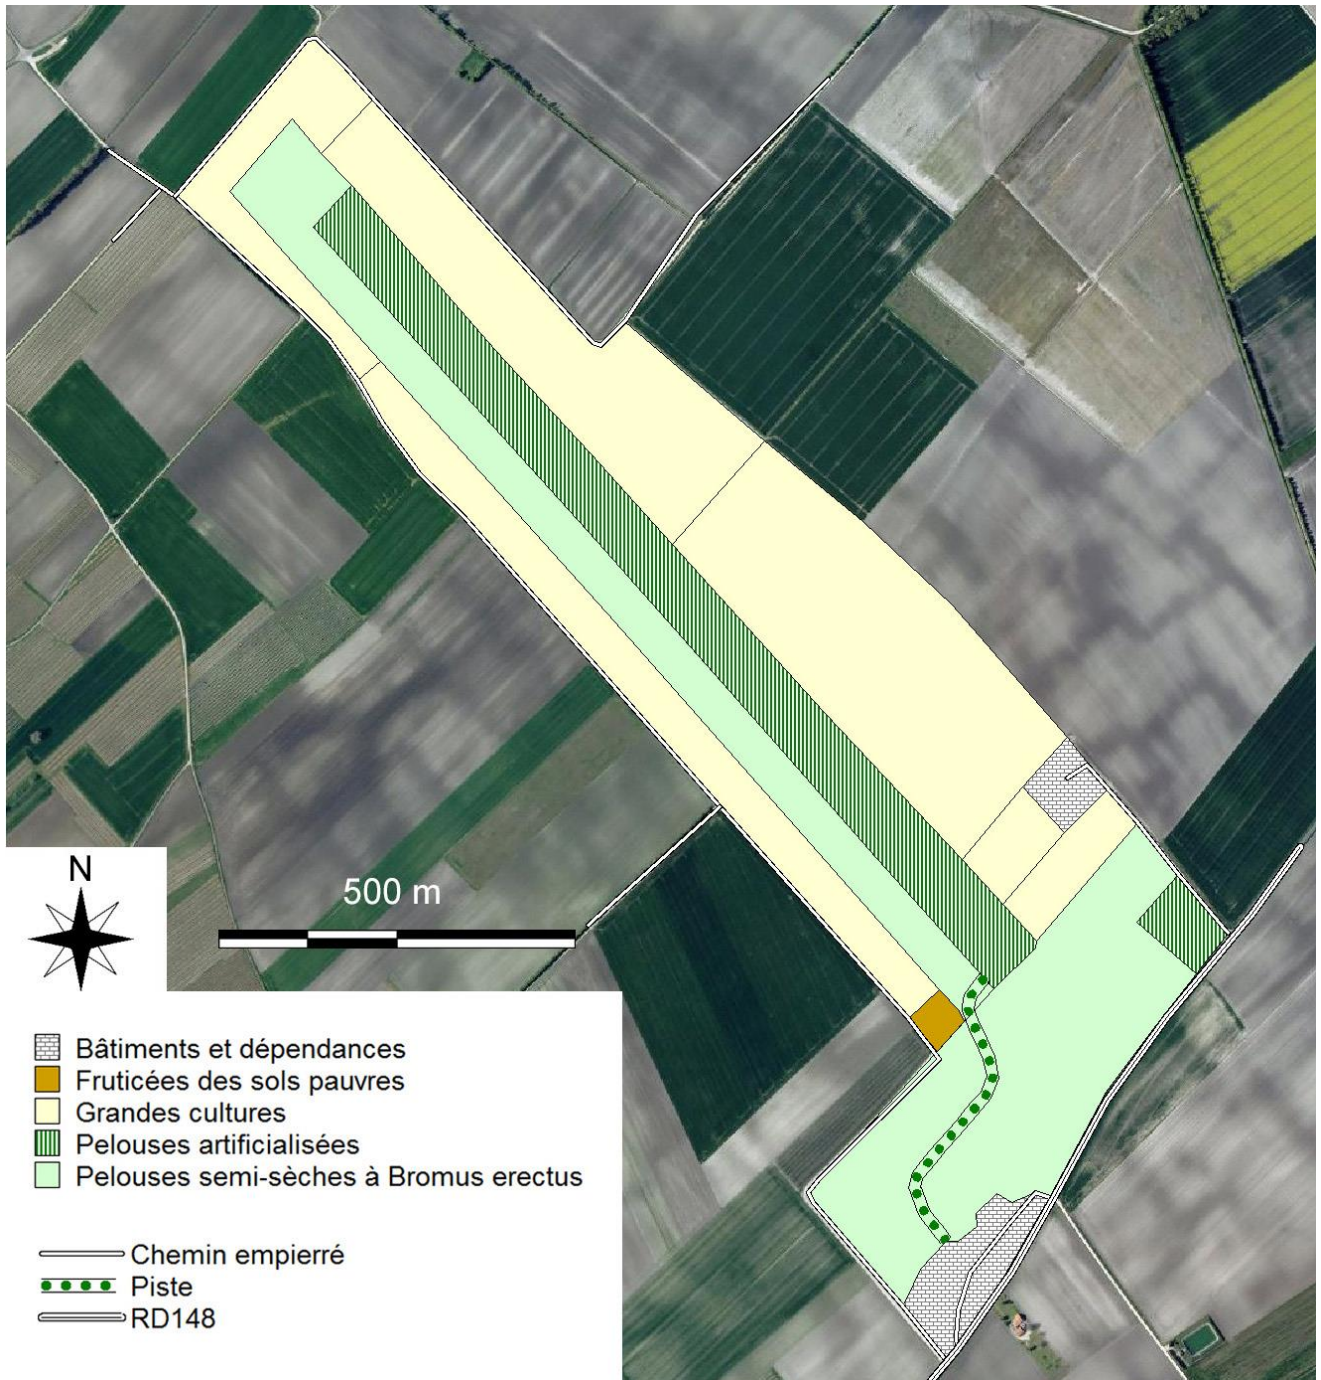 N
500 m
Bâtiments et dépendances
Fruticées des sols pauvres
Grandes cultures
Pelouses artificialisées
Pelouses semi-sèches à Bromus erectus
Chemin empierré
Piste
RD148